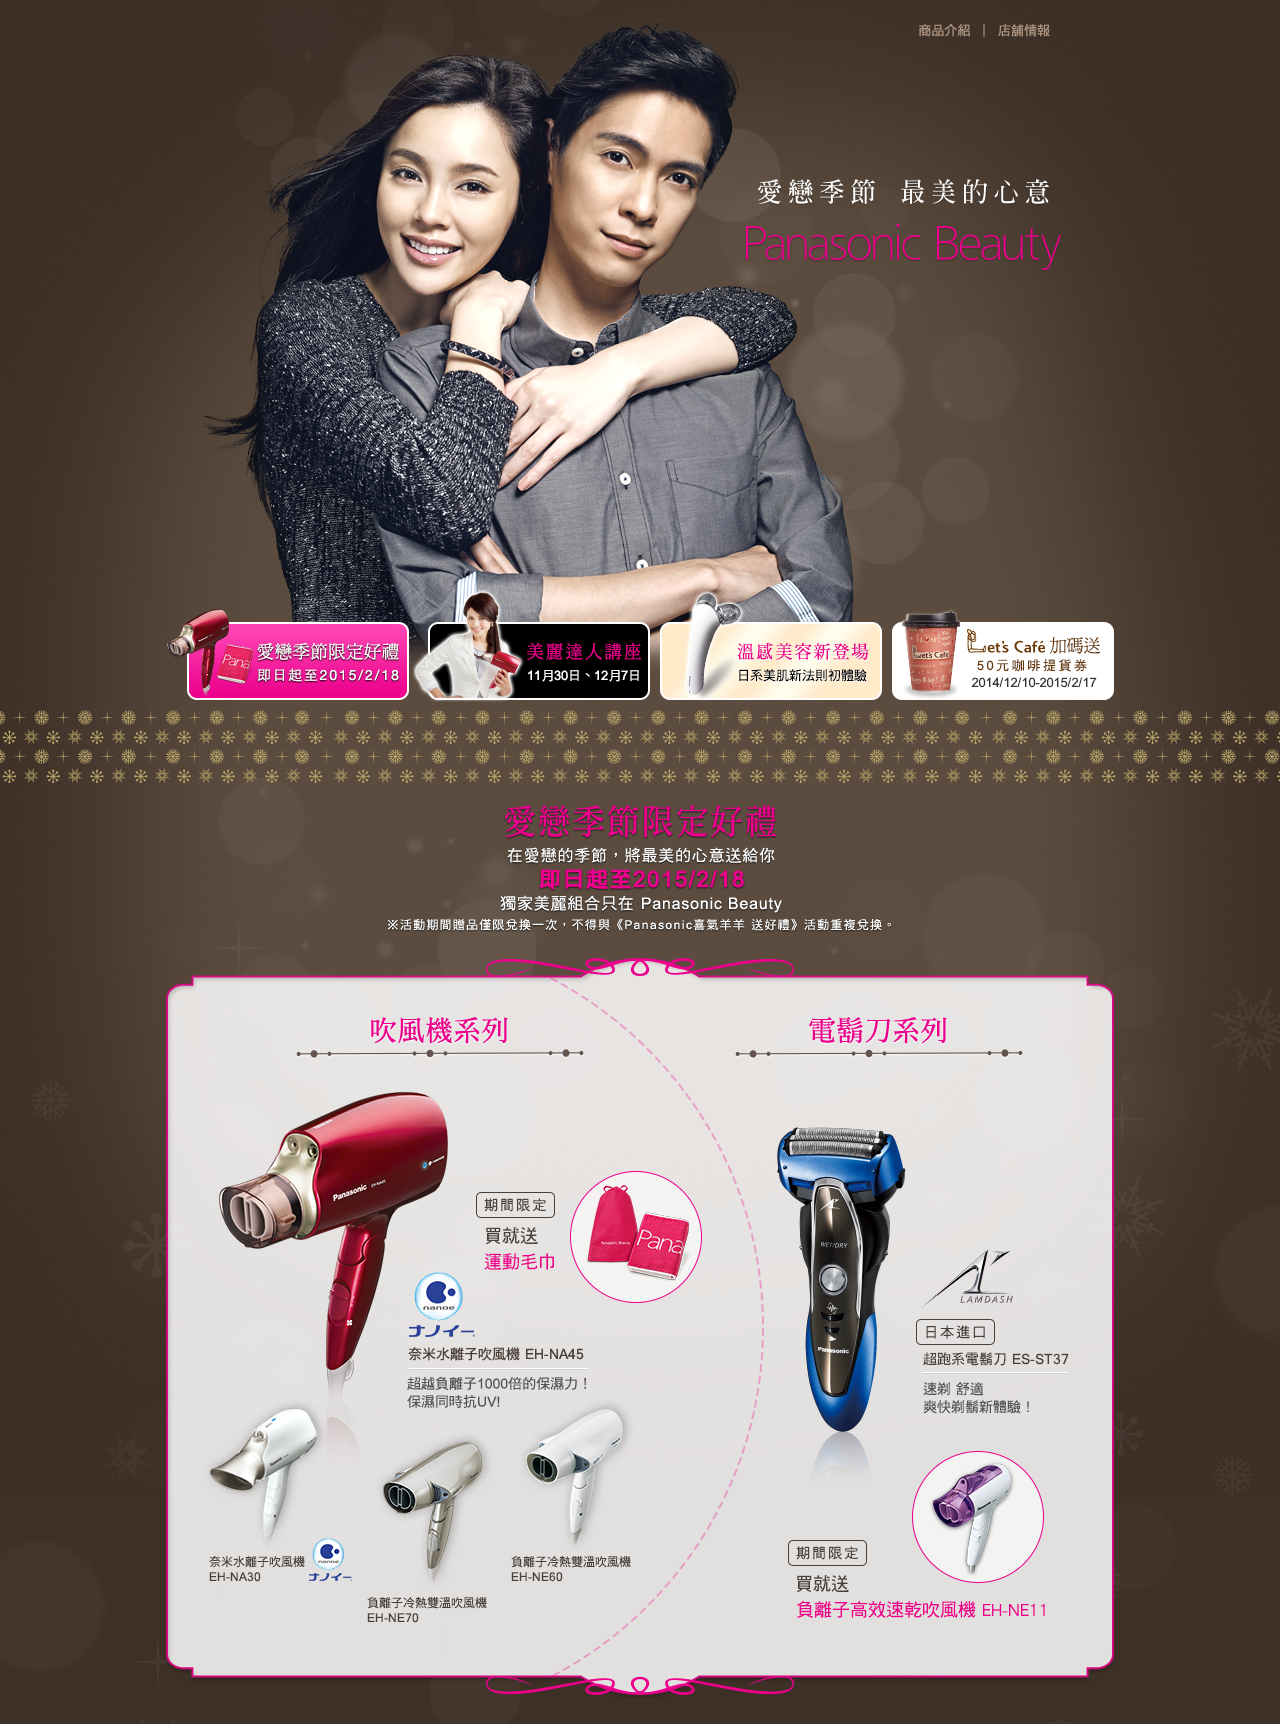 商品介紹 | 店舖情報
愛戀季節 最美的心意
Panasonic Beauty
愛戀季節限定好禮
即日起至2015/2/18
Pana
美麗達人講座
11月30日、12月7日
溫感美容新登場
日系美肌新法則初體驗
Let's Café
Let's Café 加碼送
50元咖啡提貨券
2014/12/10-2015/2/17
愛戀季節限定好禮
在愛戀的季節，將最美的心意送給你
即日起至2015/2/18
獨家美麗組合只在 Panasonic Beauty
※活動期間贈品僅限兌換一次，不得與《Panasonic喜氣羊羊 送好禮》活動重複兌換。
吹風機系列
Panasonic
期間限定
買就送
運動毛巾
Panasonic Beauty
Pana
nanoe
ナノイー
奈米水離子吹風機 EH-NA45
超越負離子1000倍的保濕力！
保濕同時抗UV!
奈米水離子吹風機
EH-NA30
nanoe
ナノイー
負離子冷熱雙溫吹風機
EH-NE70
負離子冷熱雙溫吹風機
EH-NE60
電鬍刀系列
WET/DRY
Panasonic
LAMDASH
日本進口
超跑系電鬍刀 ES-ST37
速剃 舒適
爽快剃鬍新體驗！
期間限定
買就送
負離子高效速乾吹風機 EH-NE11